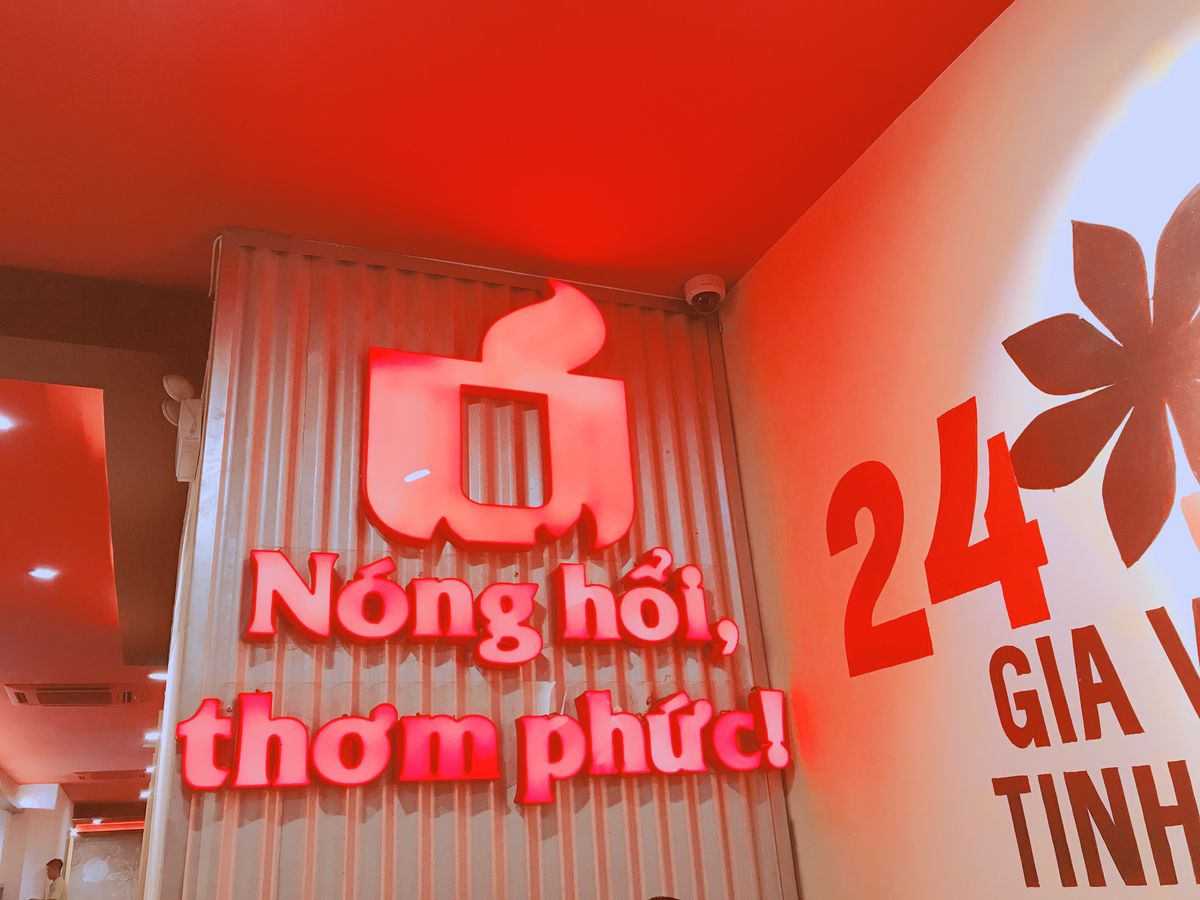 Nóng hổi,
thơm phức!
24
GIA
TINH